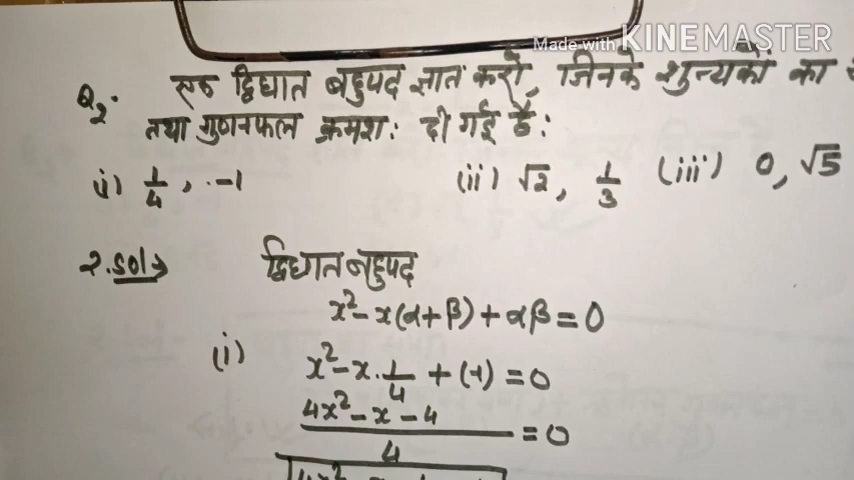 Made with KINEMASTER
Q2. एक द्विघात बहुपद ज्ञात करो, जिनके शुन्यकों का
तथा गुणनफल क्रमश: दी गई है:
(i) 1/4, -1 (ii) √2, 1/3 (iii) 0, √5
2. Sol→ द्विघात बहुपद
x² - x(α+β) + αβ = 0
(i) x² - x. 1/4 + (-1) = 0
(4x² - x - 4)/4 = 0